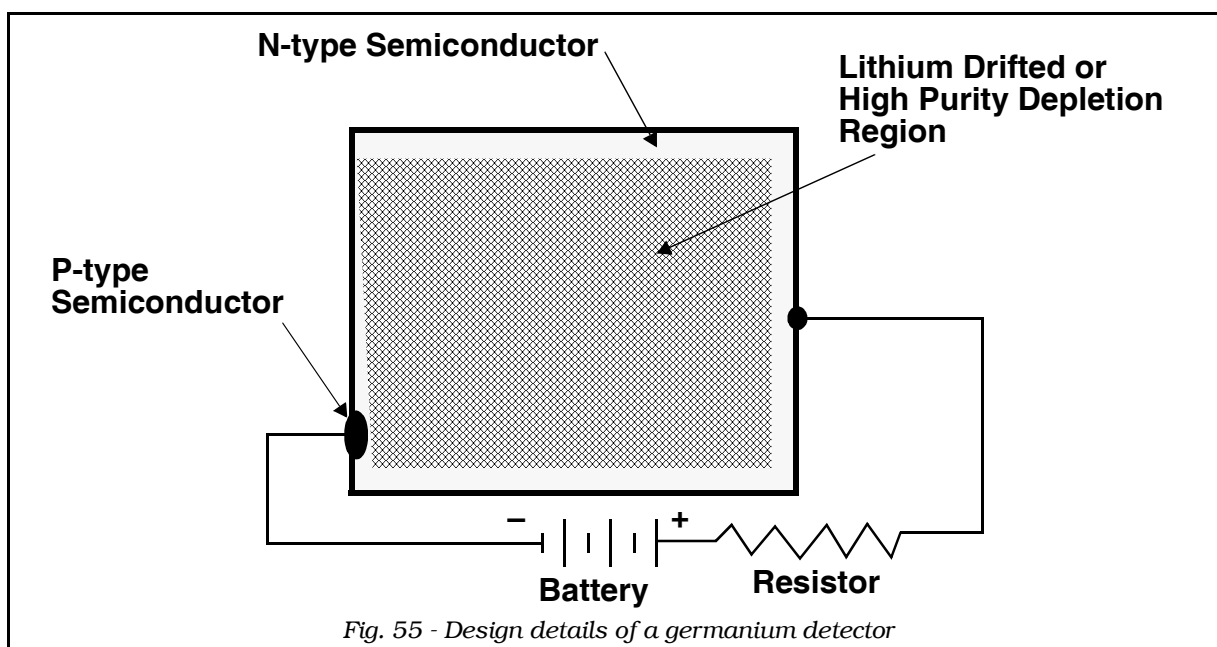 N-type Semiconductor
Lithium Drifted or
High Purity Depletion
Region
P-type
Semiconductor
– +
Battery
Resistor
Fig. 55 - Design details of a germanium detector